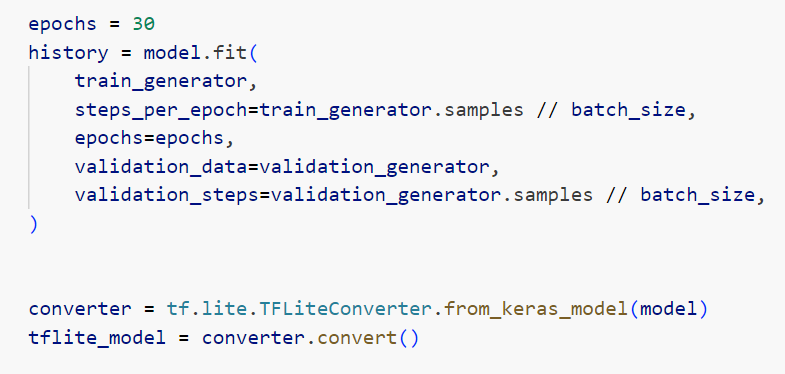 epochs = 30
history = model.fit(
    train_generator,
    steps_per_epoch=train_generator.samples // batch_size,
    epochs=epochs,
    validation_data=validation_generator,
    validation_steps=validation_generator.samples // batch_size,
)
converter = tf.lite.TFLiteConverter.from_keras_model(model)
tflite_model = converter.convert()